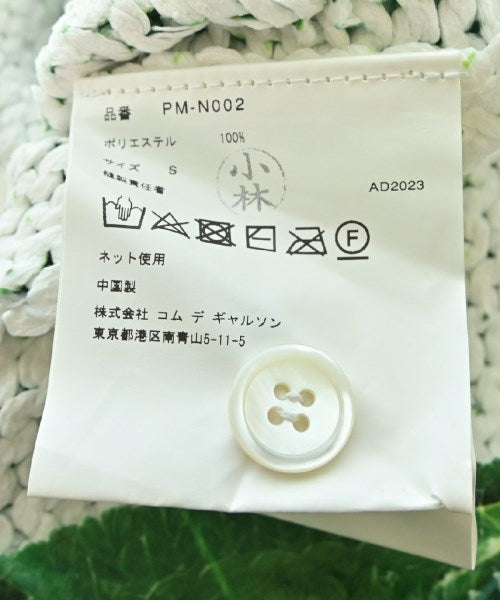 品番 PM-N002
ポリエステル 100%
サイズ S
縫製責任者
小林
AD2023
F
ネット使用
中国製
株式会社 コム デ ギャルソン
東京都港区南青山5-11-5